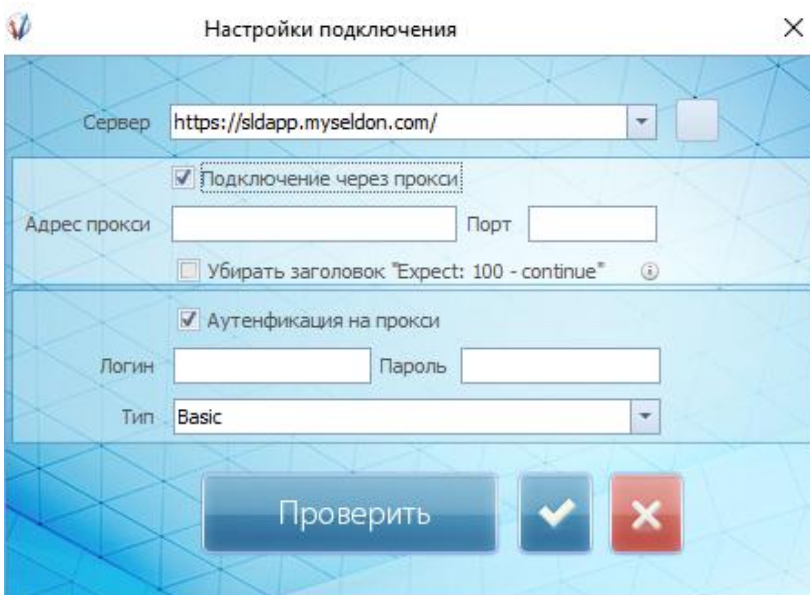 Настройки подключения
Сервер https://sldapp.myseldon.com/
Подключение через прокси
Адрес прокси Порт
Убирать заголовок "Expect: 100 - continue"
Аутенфикация на прокси
Логин Пароль
Тип Basic
Проверить